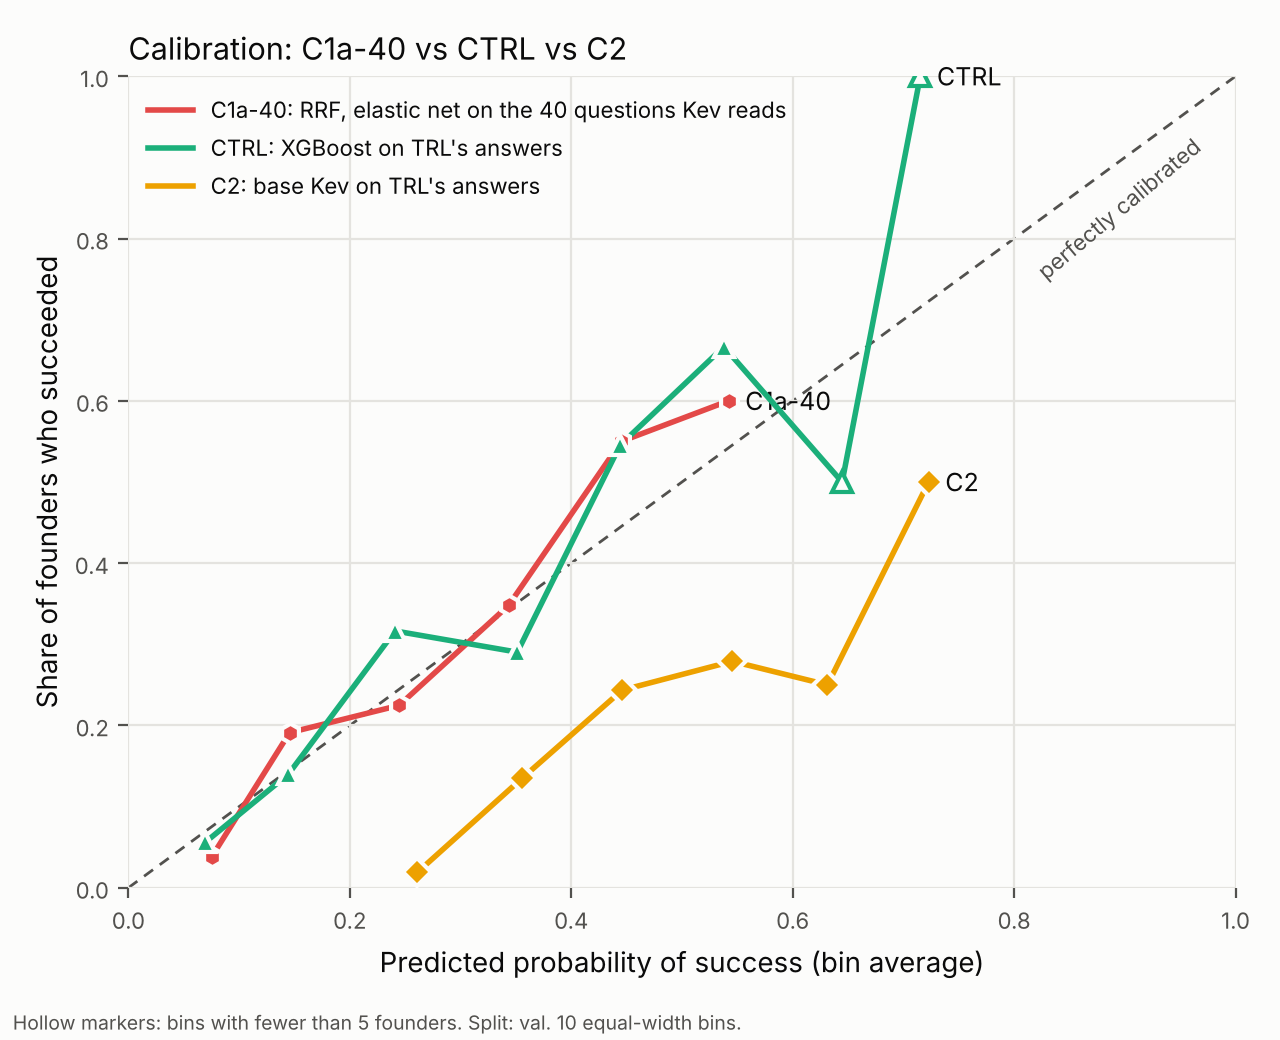 Calibration: C1a-40 vs CTRL vs C2
C1a-40: RRF, elastic net on the 40 questions Kev reads
CTRL: XGBoost on TRL's answers
C2: base Kev on TRL's answers
CTRL
perfectly calibrated
C1a-40
C2
Share of founders who succeeded
1.0
0.8
0.6
0.4
0.2
0.0
0.0 0.2 0.4 0.6 0.8 1.0
Predicted probability of success (bin average)
Hollow markers: bins with fewer than 5 founders. Split: val. 10 equal-width bins.